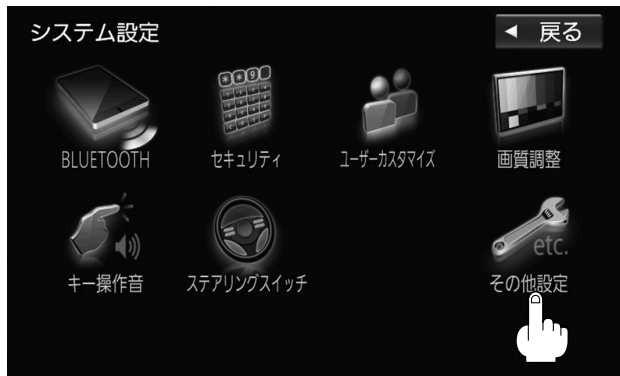 システム設定
◀ 戻る
BLUETOOTH
セキュリティ
ユーザーカスタマイズ
画質調整
キー操作音
ステアリングスイッチ
etc.
その他設定